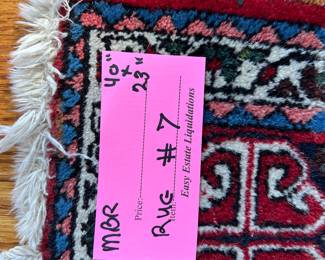 Easy Estate Liquidations
Item: RUG # 7
Price:
MBR
40"
x
23"